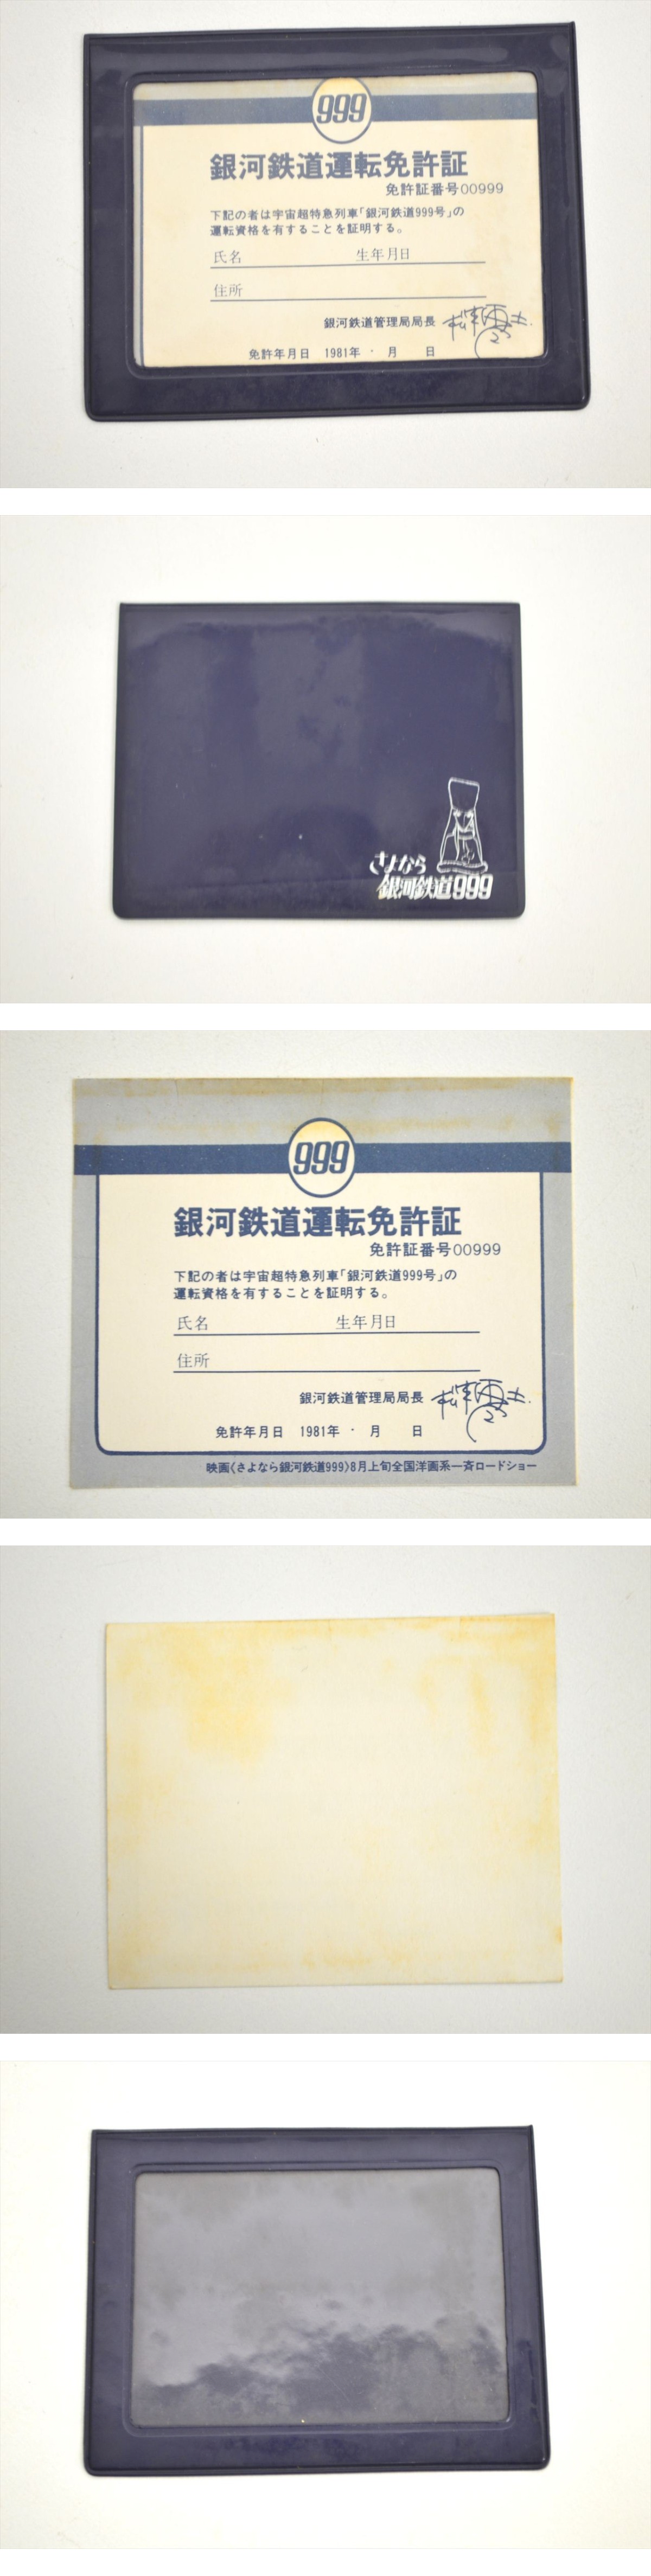 999
銀河鉄道運転免許証
免許証番号00999
下記の者は宇宙超特急列車「銀河鉄道999号」の
運転資格を有することを証明する。
氏名 生年月日
住所
銀河鉄道管理局局長 松本零士
免許年月日 1981年 ・ 月 日
さよなら
銀河鉄道999
999
銀河鉄道運転免許証
免許証番号00999
下記の者は宇宙超特急列車「銀河鉄道999号」の
運転資格を有することを証明する。
氏名 生年月日
住所
銀河鉄道管理局局長 松本零士
免許年月日 1981年 ・ 月 日
映画〈さよなら銀河鉄道999〉8月上旬全国洋画系一斉ロードショー